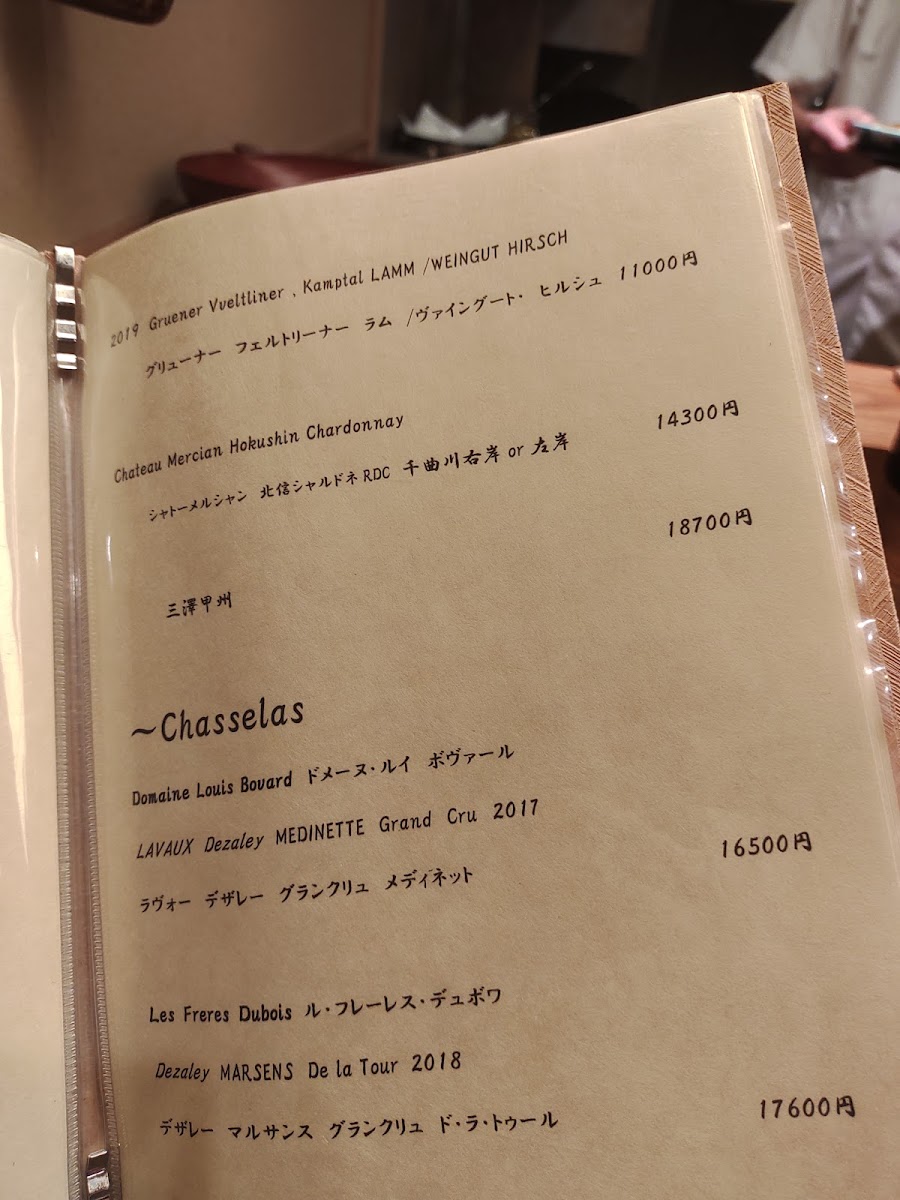 2019 Gruener Vveltliner , Kamptal LAMM /WEINGUT HIRSCH
グリューナー フェルトリーナー ラム /ヴァイングート・ ヒルシュ 11000円
Chateau Mercian Hokushin Chardonnay
シャトーメルシャン 北信シャルドネRDC 千曲川右岸 or 左岸 14300円
三澤甲州 18700円
～Chasselas
Domaine Louis Bovard ドメーヌ・ルイ ボヴァール
LAVAUX Dezaley MEDINETTE Grand Cru 2017
ラヴォー デザレー グランクリュ メディネット 16500円
Les Freres Dubois ル・フレーレス・デュボワ
Dezaley MARSENS De la Tour 2018
デザレー マルサンス グランクリュ ド・ラ・トゥール 17600円